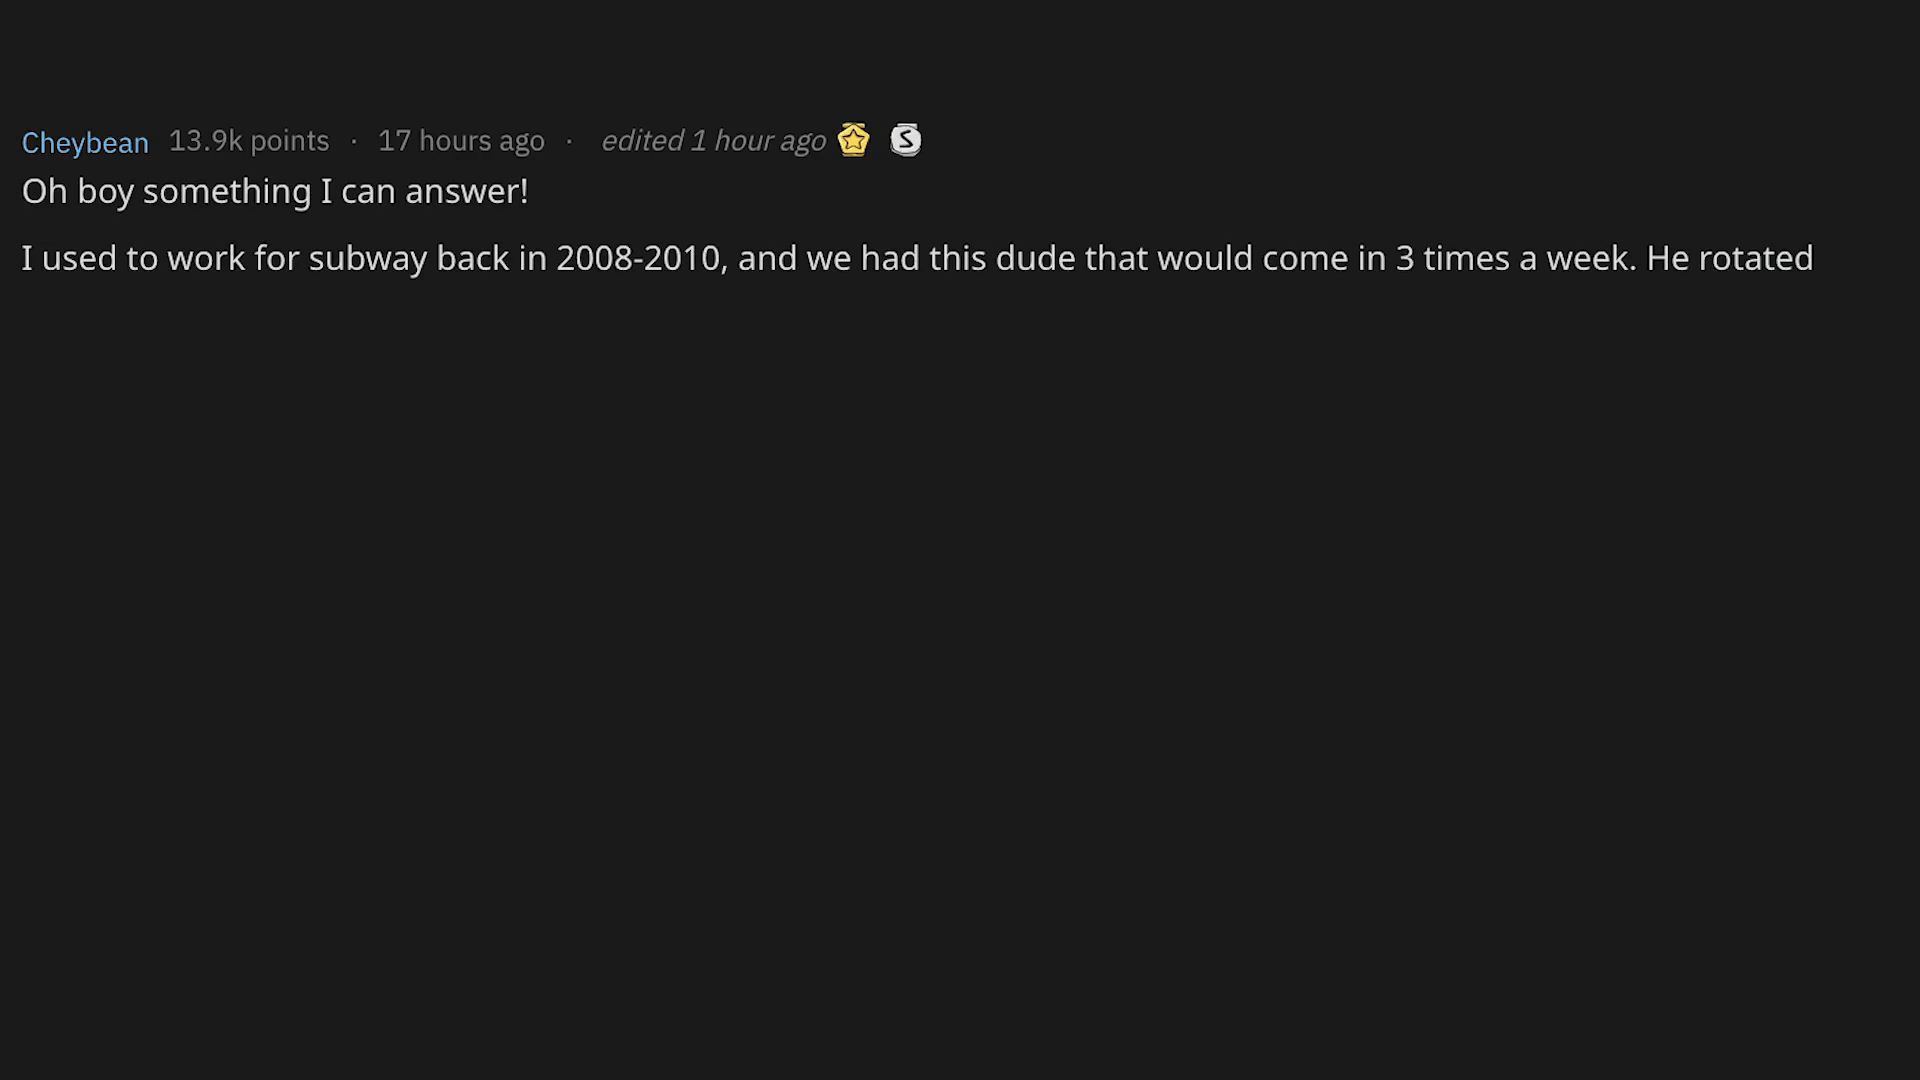 Cheybean 13.9k points · 17 hours ago · edited 1 hour ago S
Oh boy something I can answer!
I used to work for subway back in 2008-2010, and we had this dude that would come in 3 times a week. He rotated